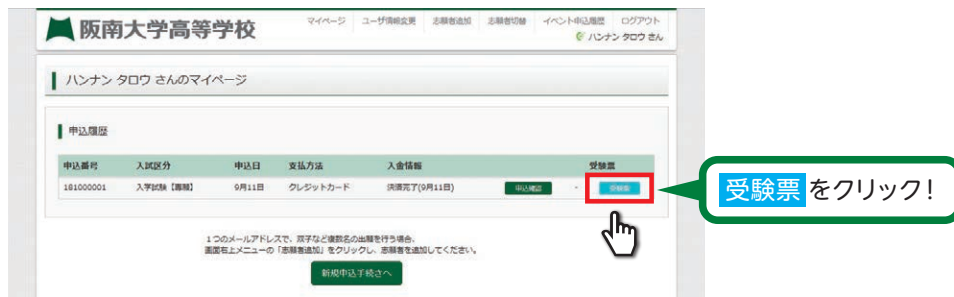 阪南大学高等学校
マイページ ユーザ情報変更 志願者追加 志願者切替 イベント申込履歴 ログアウト
ハンナン タロウ さん
ハンナン タロウ さんのマイページ
申込履歴
申込番号 入試区分 申込日 支払方法 入金情報 受験票
181000001 入学試験【専願】 9月11日 クレジットカード 決済完了(9月11日) 申込確認 - 受験票
受験票 をクリック!
1つのメールアドレスで、双子など複数名の出願を行う場合、
画面右上メニューの「志願者追加」をクリックし、志願者を追加してください。
新規申込手続きへ